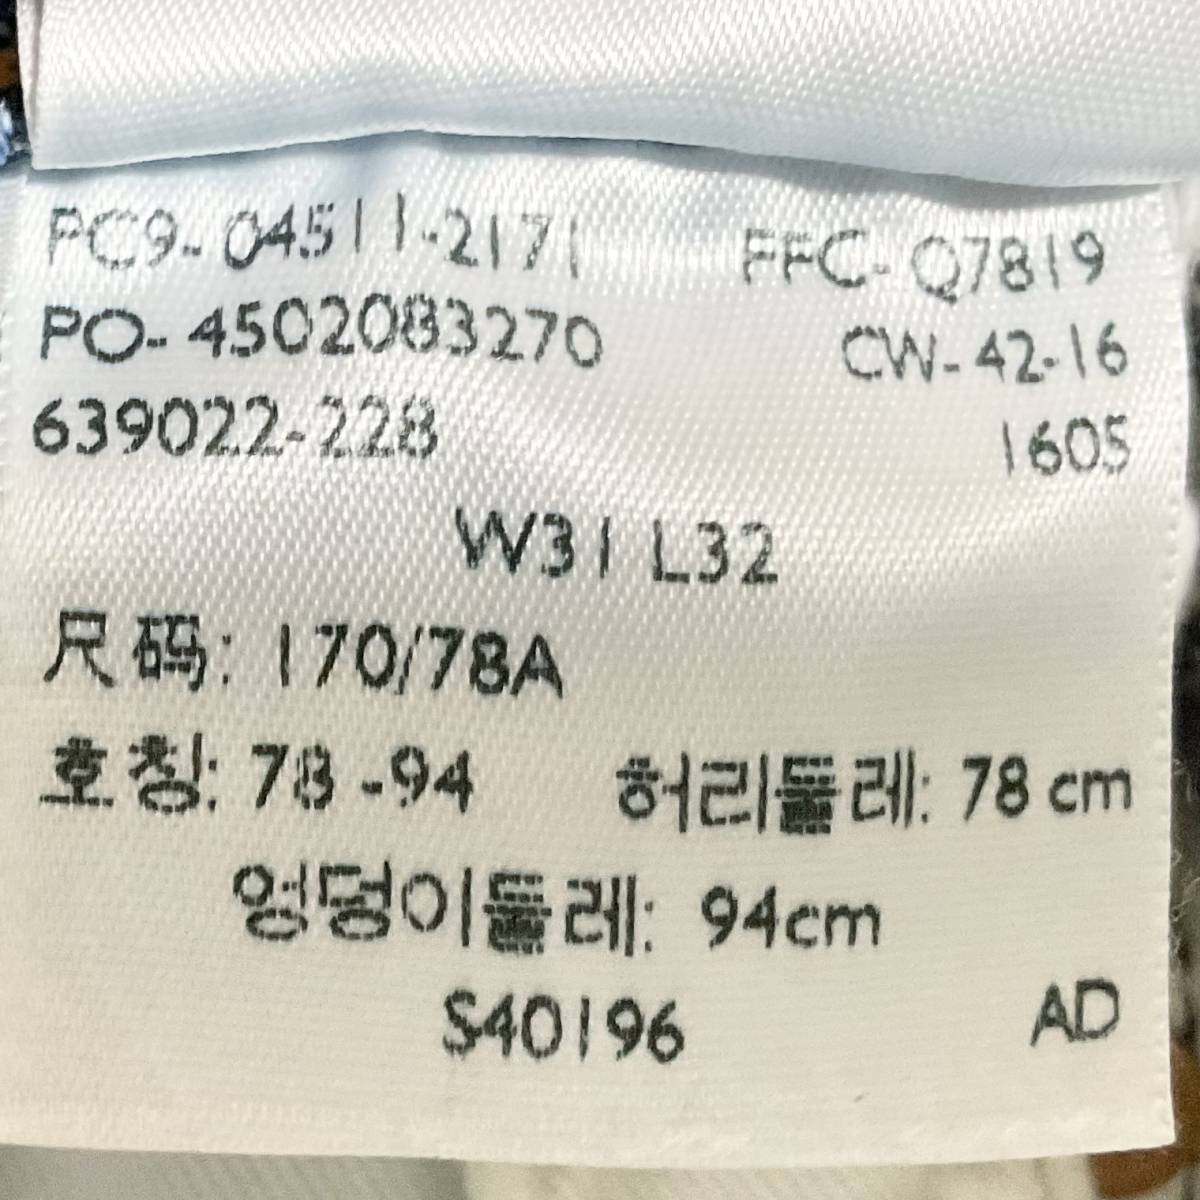 PC9-04511-2171 FFC-Q7819
PO-4502083270 CW-42-16
639022-228 1605
W31 L32
尺码: 170/78A
호칭: 78-94 허리둘레: 78 cm
엉덩이둘레: 94cm
S40196 AD